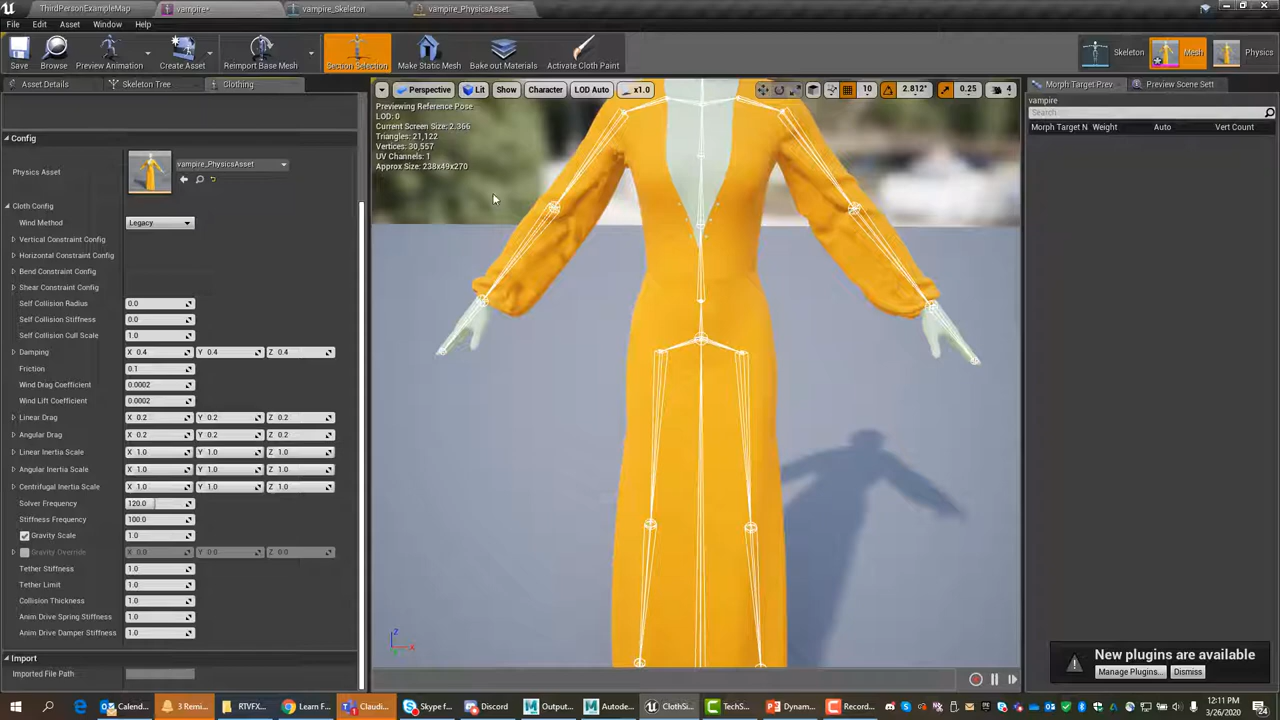 ThirdPersonExampleMap
vampire*
vampire_Skeleton
vampire_PhysicsAsset
File Edit Asset Window Help
Save Browse Preview Animation Create Asset Reimport Base Mesh Section Selection Make Static Mesh Bake out Materials Activate Cloth Paint Skeleton Mesh Physics
Asset Details Skeleton Tree Clothing
Perspective Lit Show Character LOD Auto x1.0 10 2.812° 0.25 4
Morph Target Prev Preview Scene Sett
Previewing Reference Pose
LOD: 0
Current Screen Size: 2.366
Triangles: 21,122
Vertices: 30,557
UV Channels: 1
Approx Size: 238x49x270
vampire
Search
Morph Target N Weight Auto Vert Count
Config
Physics Asset vampire_PhysicsAsset
Cloth Config
Wind Method Legacy
Vertical Constraint Config
Horizontal Constraint Config
Bend Constraint Config
Shear Constraint Config
Self Collision Radius 0.0
Self Collision Stiffness 0.0
Self Collision Cull Scale 1.0
Damping X 0.4 Y 0.4 Z 0.4
Friction 0.1
Wind Drag Coefficient 0.0002
Wind Lift Coefficient 0.0002
Linear Drag X 0.2 Y 0.2 Z 0.2
Angular Drag X 0.2 Y 0.2 Z 0.2
Linear Inertia Scale X 1.0 Y 1.0 Z 1.0
Angular Inertia Scale X 1.0 Y 1.0 Z 1.0
Centrifugal Inertia Scale X 1.0 Y 1.0 Z 1.0
Solver Frequency 120.0
Stiffness Frequency 100.0
Gravity Scale 1.0
Gravity Override X 0.0 Y 0.0 Z 0.0
Tether Stiffness 1.0
Tether Limit 1.0
Collision Thickness 1.0
Anim Drive Spring Stiffness 1.0
Anim Drive Damper Stiffness 1.0
Import
Imported File Path
Z
X
New plugins are available
Manage Plugins... Dismiss
Calend... 3 Remi... RTVFX... Learn F... Claudi... Skype f... Discord Output... Autode... ClothSi... TechS... Dynam... Record...
12:11 PM
3/26/2020
24